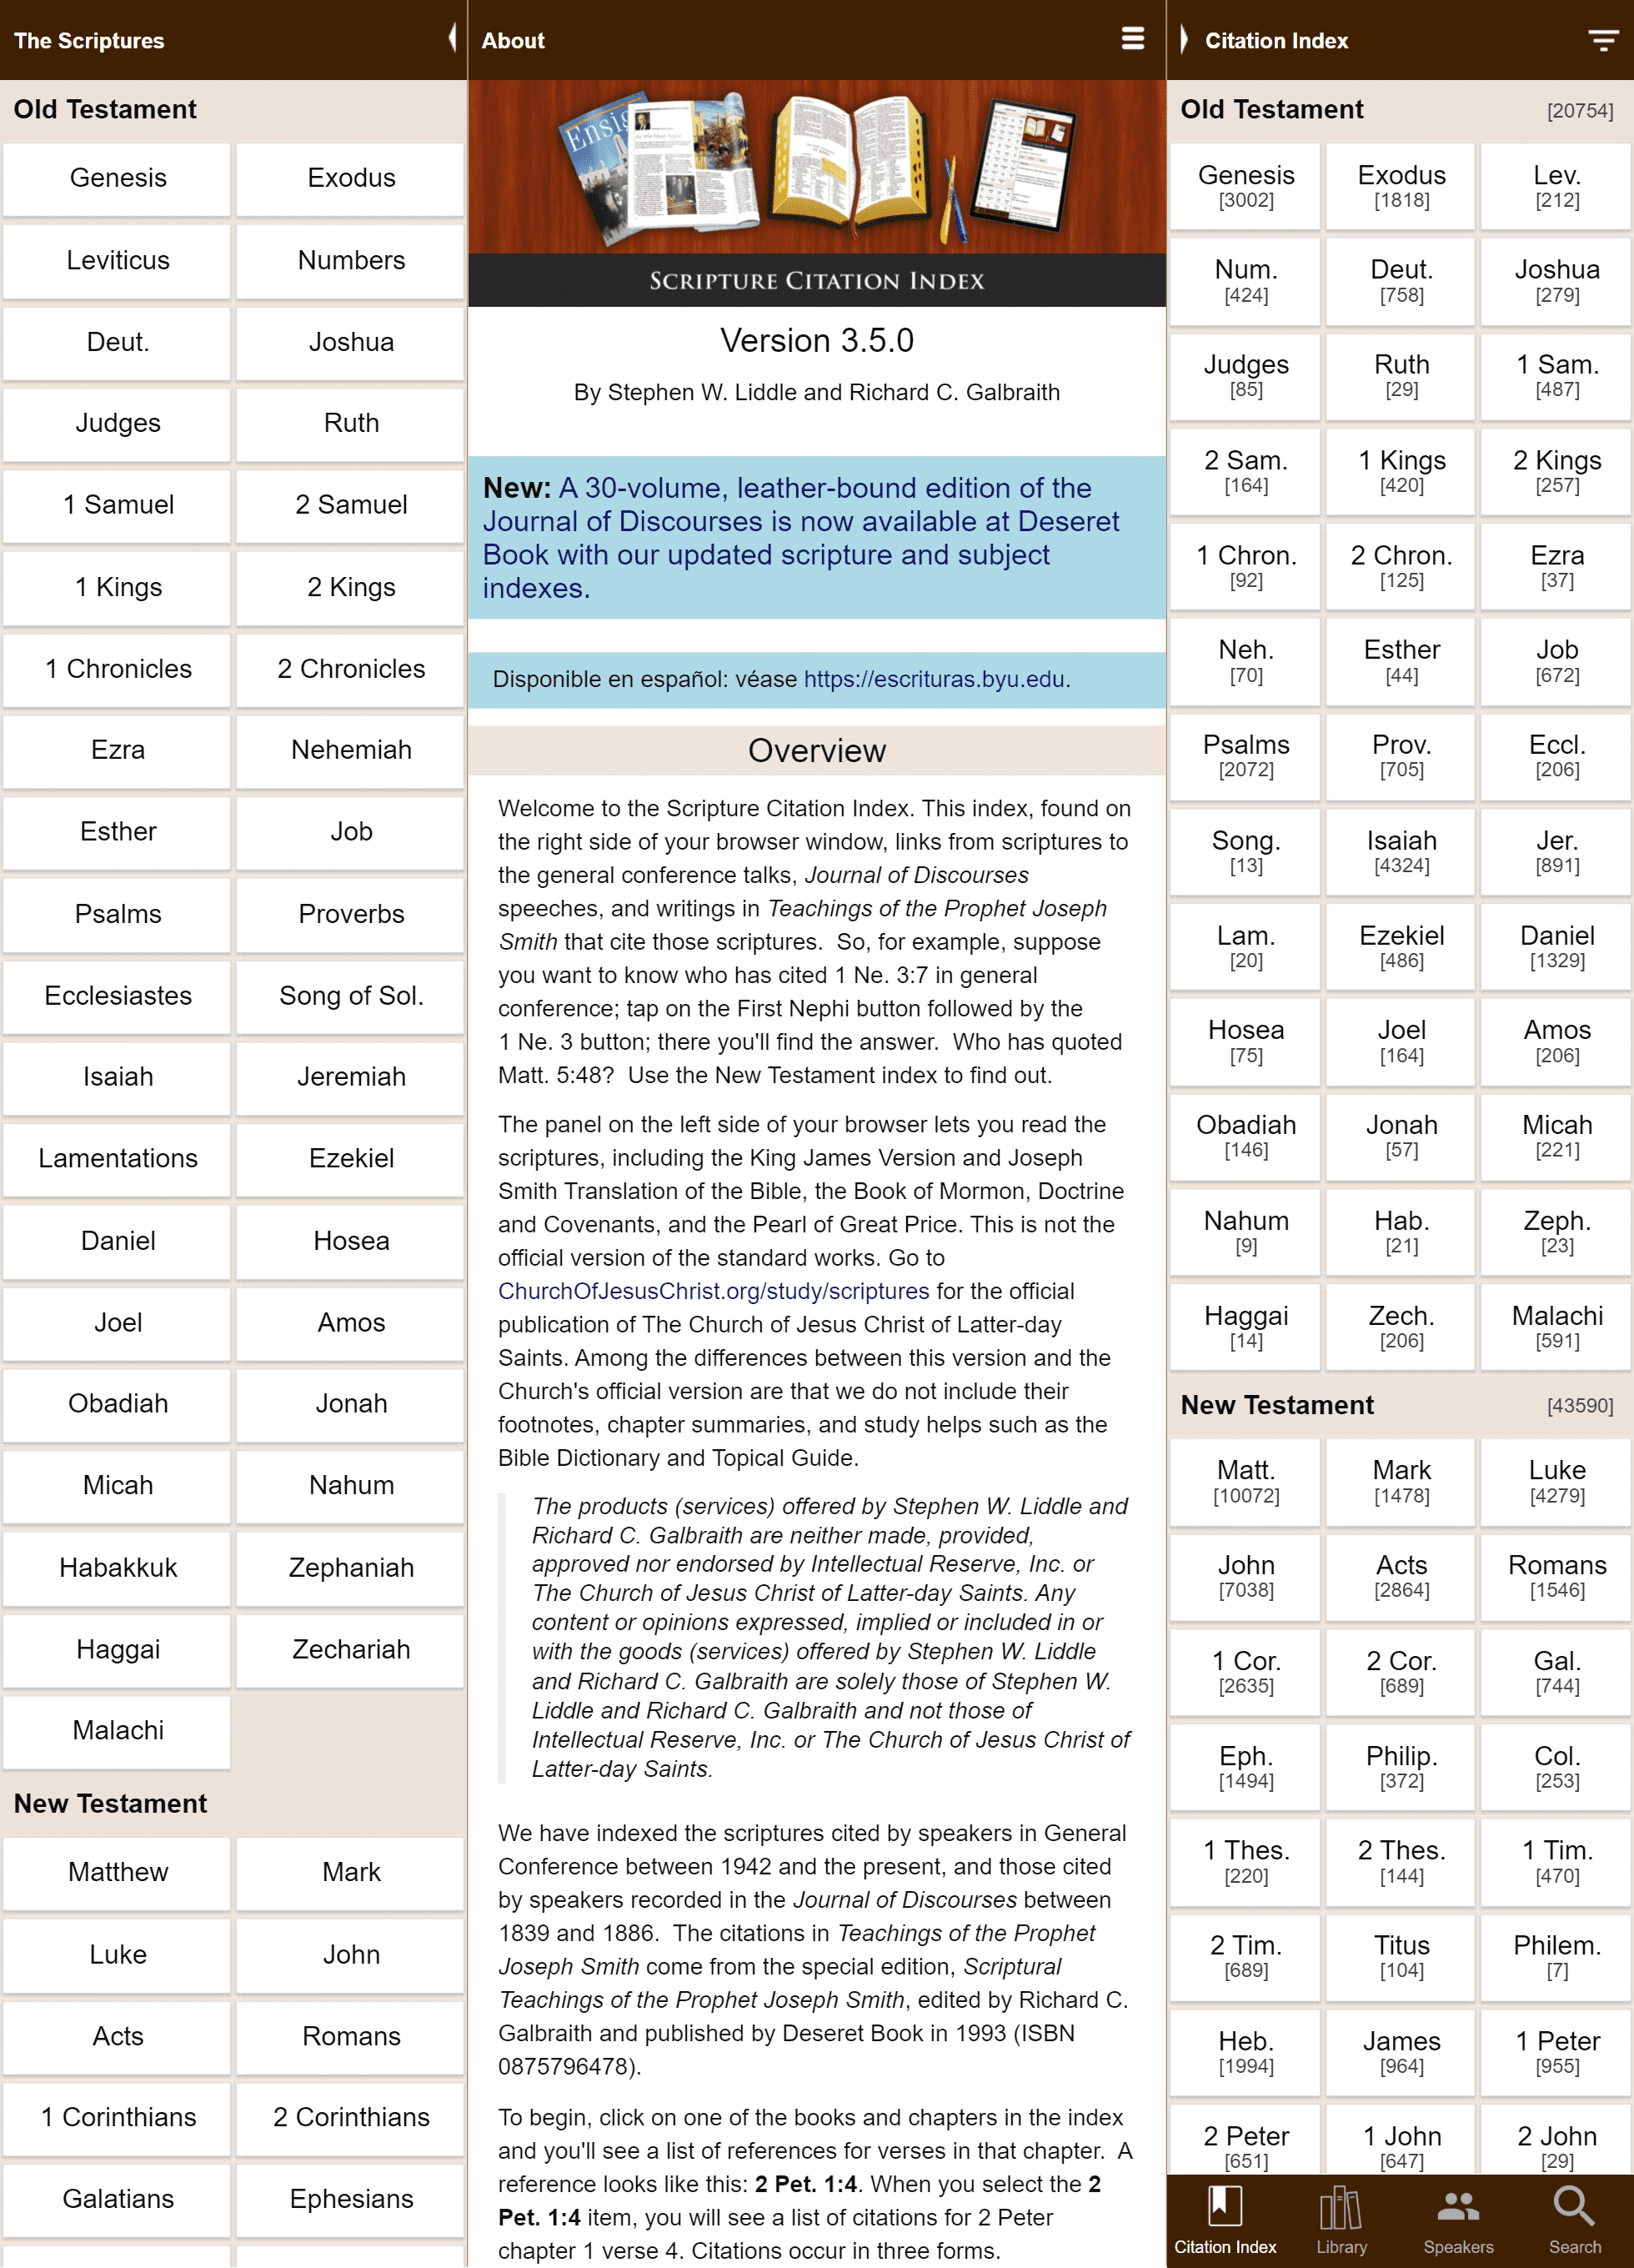 The Scriptures
Old Testament
Genesis
Exodus
Leviticus
Numbers
Deut.
Joshua
Judges
Ruth
1 Samuel
2 Samuel
1 Kings
2 Kings
1 Chronicles
2 Chronicles
Ezra
Nehemiah
Esther
Job
Psalms
Proverbs
Ecclesiastes
Song of Sol.
Isaiah
Jeremiah
Lamentations
Ezekiel
Daniel
Hosea
Joel
Amos
Obadiah
Jonah
Micah
Nahum
Habakkuk
Zephaniah
Haggai
Zechariah
Malachi
New Testament
Matthew
Mark
Luke
John
Acts
Romans
1 Corinthians
2 Corinthians
Galatians
Ephesians
About
Ensig
SCRIPTURE CITATION INDEX
Version 3.5.0
By Stephen W. Liddle and Richard C. Galbraith
New: A 30-volume, leather-bound edition of the
Journal of Discourses is now available at Deseret
Book with our updated scripture and subject
indexes.
Disponible en español: véase https://escrituras.byu.edu.
Overview
Welcome to the Scripture Citation Index. This index, found on
the right side of your browser window, links from scriptures to
the general conference talks, Journal of Discourses
speeches, and writings in Teachings of the Prophet Joseph
Smith that cite those scriptures. So, for example, suppose
you want to know who has cited 1 Ne. 3:7 in general
conference; tap on the First Nephi button followed by the
1 Ne. 3 button; there you'll find the answer. Who has quoted
Matt. 5:48? Use the New Testament index to find out.
The panel on the left side of your browser lets you read the
scriptures, including the King James Version and Joseph
Smith Translation of the Bible, the Book of Mormon, Doctrine
and Covenants, and the Pearl of Great Price. This is not the
official version of the standard works. Go to
ChurchOfJesusChrist.org/study/scriptures for the official
publication of The Church of Jesus Christ of Latter-day
Saints. Among the differences between this version and the
Church's official version are that we do not include their
footnotes, chapter summaries, and study helps such as the
Bible Dictionary and Topical Guide.
The products (services) offered by Stephen W. Liddle and
Richard C. Galbraith are neither made, provided,
approved nor endorsed by Intellectual Reserve, Inc. or
The Church of Jesus Christ of Latter-day Saints. Any
content or opinions expressed, implied or included in or
with the goods (services) offered by Stephen W. Liddle
and Richard C. Galbraith are solely those of Stephen W.
Liddle and Richard C. Galbraith and not those of
Intellectual Reserve, Inc. or The Church of Jesus Christ of
Latter-day Saints.
We have indexed the scriptures cited by speakers in General
Conference between 1942 and the present, and those cited
by speakers recorded in the Journal of Discourses between
1839 and 1886. The citations in Teachings of the Prophet
Joseph Smith come from the special edition, Scriptural
Teachings of the Prophet Joseph Smith, edited by Richard C.
Galbraith and published by Deseret Book in 1993 (ISBN
0875796478).
To begin, click on one of the books and chapters in the index
and you'll see a list of references for verses in that chapter. A
reference looks like this: 2 Pet. 1:4. When you select the 2
Pet. 1:4 item, you will see a list of citations for 2 Peter
chapter 1 verse 4. Citations occur in three forms.
Citation Index
Old Testament [20754]
Genesis
[3002]
Exodus
[1818]
Lev.
[212]
Num.
[424]
Deut.
[758]
Joshua
[279]
Judges
[85]
Ruth
[29]
1 Sam.
[487]
2 Sam.
[164]
1 Kings
[420]
2 Kings
[257]
1 Chron.
[92]
2 Chron.
[125]
Ezra
[37]
Neh.
[70]
Esther
[44]
Job
[672]
Psalms
[2072]
Prov.
[705]
Eccl.
[206]
Song.
[13]
Isaiah
[4324]
Jer.
[891]
Lam.
[20]
Ezekiel
[486]
Daniel
[1329]
Hosea
[75]
Joel
[164]
Amos
[206]
Obadiah
[146]
Jonah
[57]
Micah
[221]
Nahum
[9]
Hab.
[21]
Zeph.
[23]
Haggai
[14]
Zech.
[206]
Malachi
[591]
New Testament [43590]
Matt.
[10072]
Mark
[1478]
Luke
[4279]
John
[7038]
Acts
[2864]
Romans
[1546]
1 Cor.
[2635]
2 Cor.
[689]
Gal.
[744]
Eph.
[1494]
Philip.
[372]
Col.
[253]
1 Thes.
[220]
2 Thes.
[144]
1 Tim.
[470]
2 Tim.
[689]
Titus
[104]
Philem.
[7]
Heb.
[1994]
James
[964]
1 Peter
[955]
2 Peter
[651]
1 John
[647]
2 John
[29]
Citation Index
Library
Speakers
Search